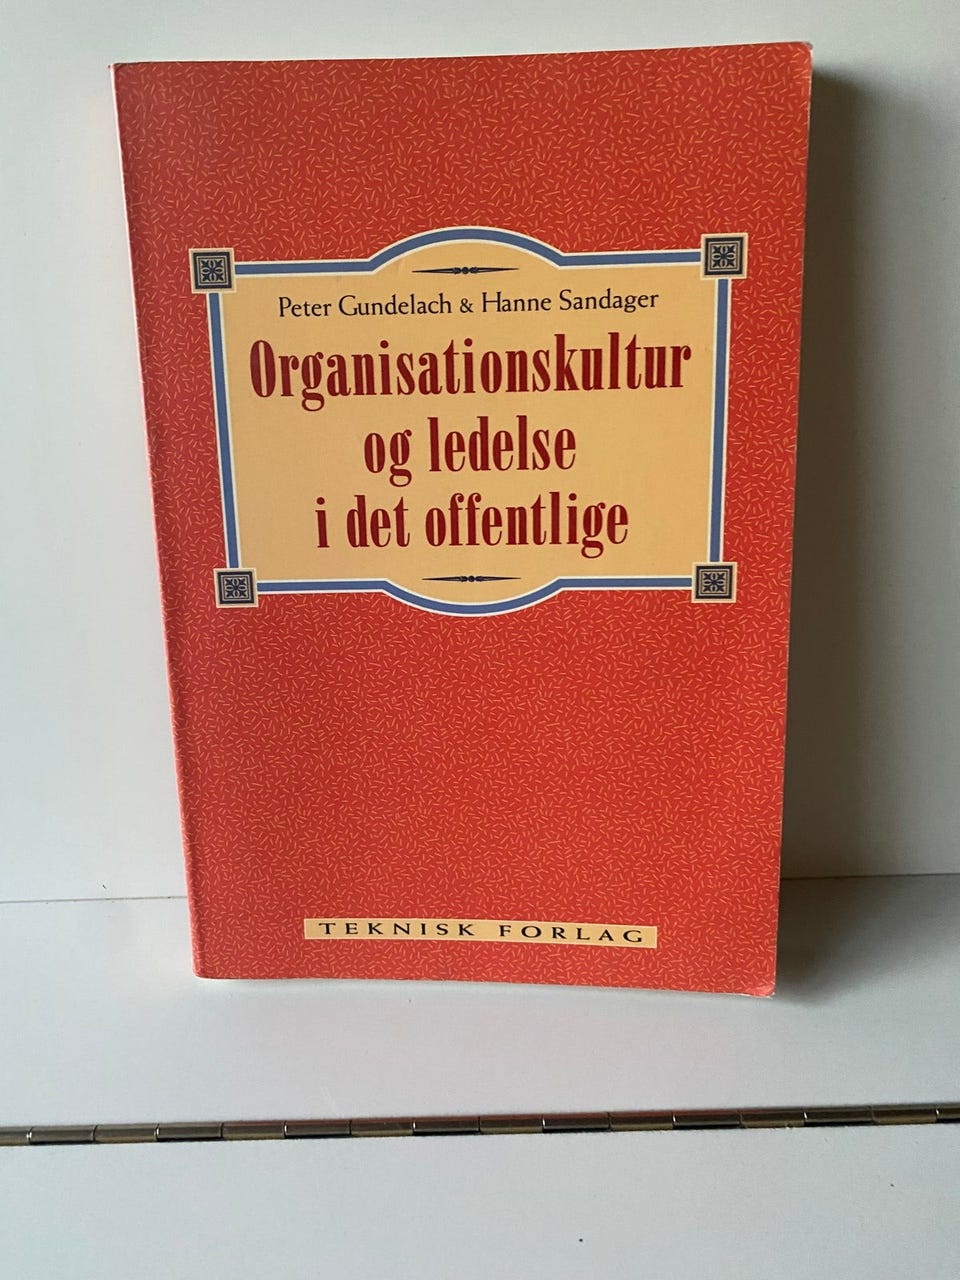 Peter Gundelach & Hanne Sandager
Organisationskultur
og ledelse
i det offentlige
TEKNISK FORLAG